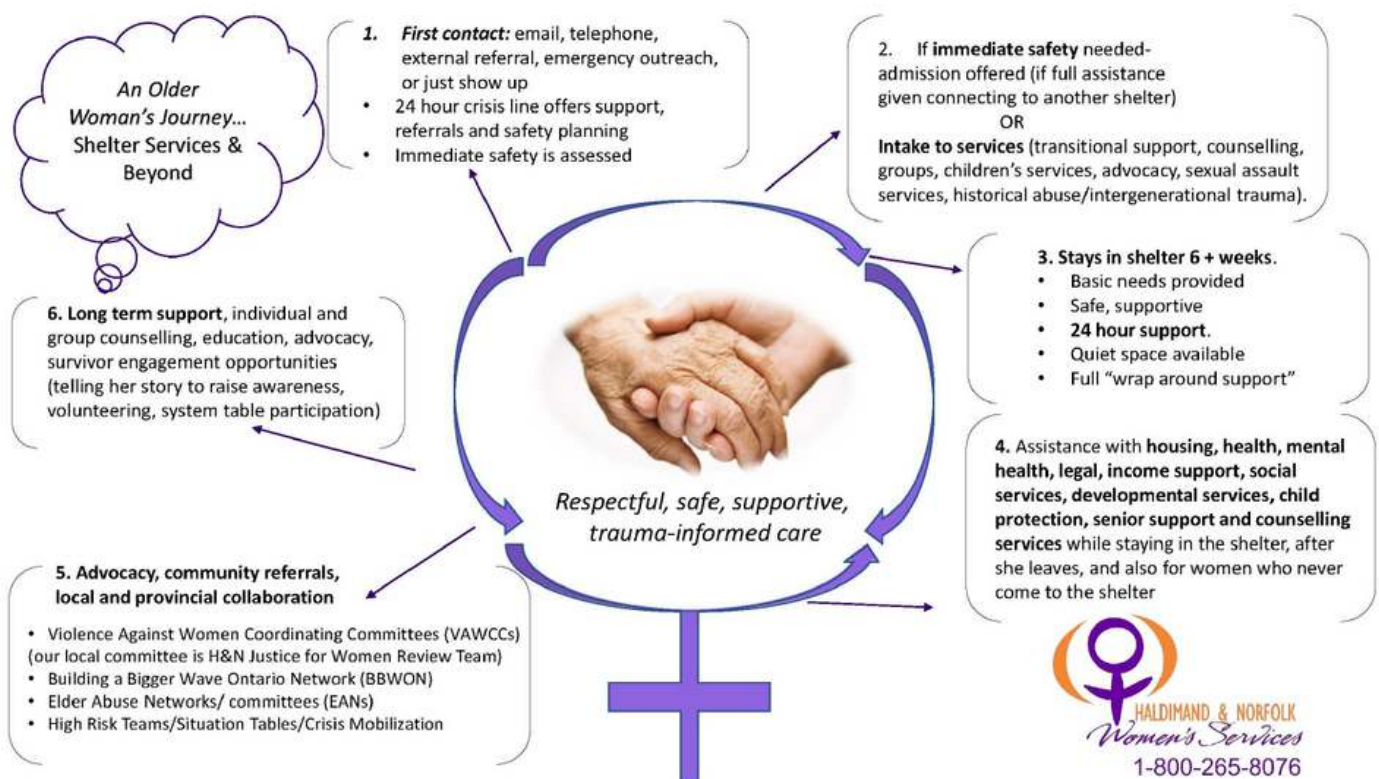 An Older
Woman's Journey...
Shelter Services &
Beyond
1. First contact: email, telephone,
external referral, emergency outreach,
or just show up
• 24 hour crisis line offers support,
referrals and safety planning
• Immediate safety is assessed
2. If immediate safety needed-
admission offered (if full assistance
given connecting to another shelter)
OR
Intake to services (transitional support, counselling,
groups, children's services, advocacy, sexual assault
services, historical abuse/intergenerational trauma).
3. Stays in shelter 6 + weeks.
• Basic needs provided
• Safe, supportive
• 24 hour support.
• Quiet space available
• Full “wrap around support”
4. Assistance with housing, health, mental
health, legal, income support, social
services, developmental services, child
protection, senior support and counselling
services while staying in the shelter, after
she leaves, and also for women who never
come to the shelter
5. Advocacy, community referrals,
local and provincial collaboration
• Violence Against Women Coordinating Committees (VAWCCs)
(our local committee is H&N Justice for Women Review Team)
• Building a Bigger Wave Ontario Network (BBWON)
• Elder Abuse Networks/ committees (EANs)
• High Risk Teams/Situation Tables/Crisis Mobilization
6. Long term support, individual and
group counselling, education, advocacy,
survivor engagement opportunities
(telling her story to raise awareness,
volunteering, system table participation)
Respectful, safe, supportive,
trauma-informed care
HALDIMAND & NORFOLK
Women's Services
1-800-265-8076